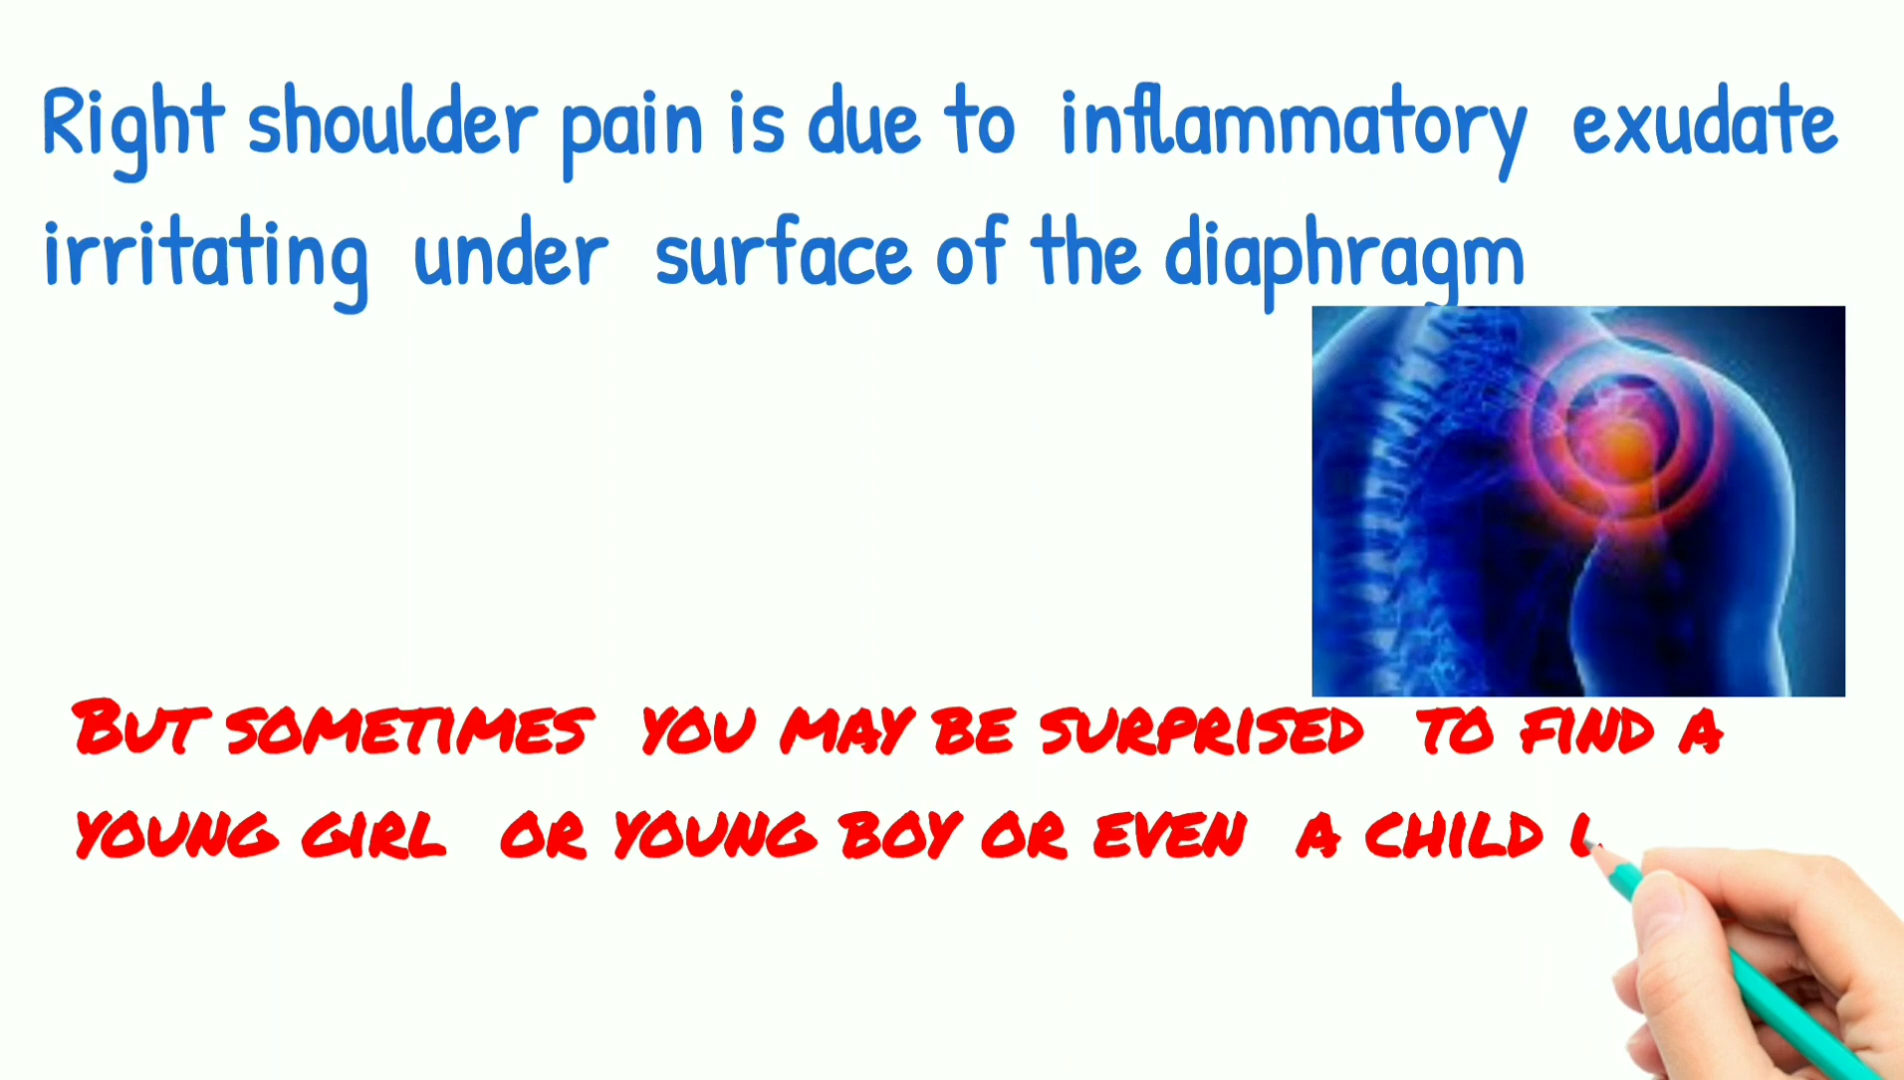 Right shoulder pain is due to inflammatory exudate
irritating under surface of the diaphragm
But sometimes you may be surprised to find a
young girl or young boy or even a child